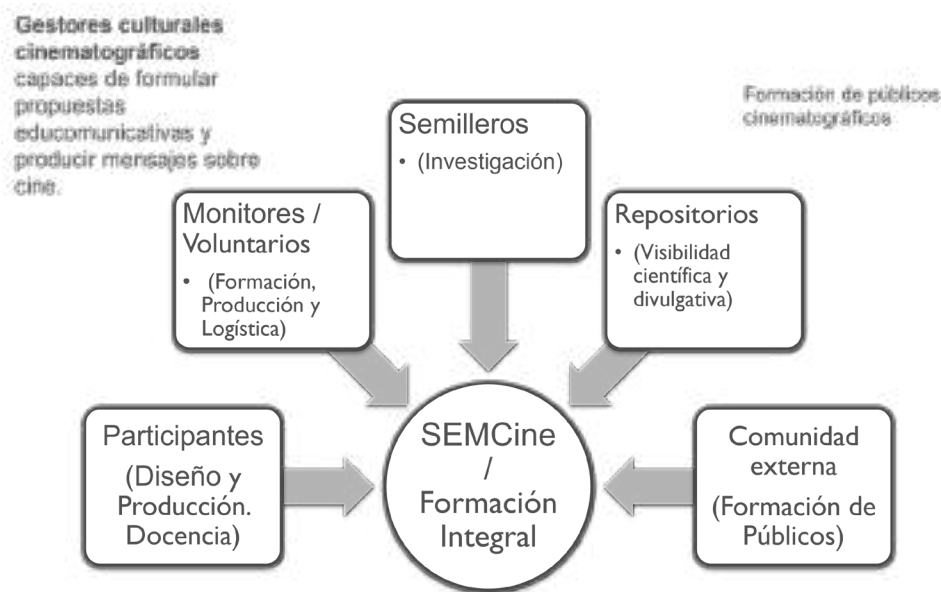 Gestores culturales
cinematográficos
capaces de formular
propuestas
educomunicativas y
producir mensajes sobre
cine.
Formación de públicos
cinematográficos
Semilleros
• (Investigación)
Monitores /
Voluntarios
• (Formación,
Producción y
Logística)
Repositorios
• (Visibilidad
científica y
divulgativa)
Participantes
(Diseño y
Producción.
Docencia)
SEMCine
/
Formación
Integral
Comunidad
externa
(Formación de
Públicos)